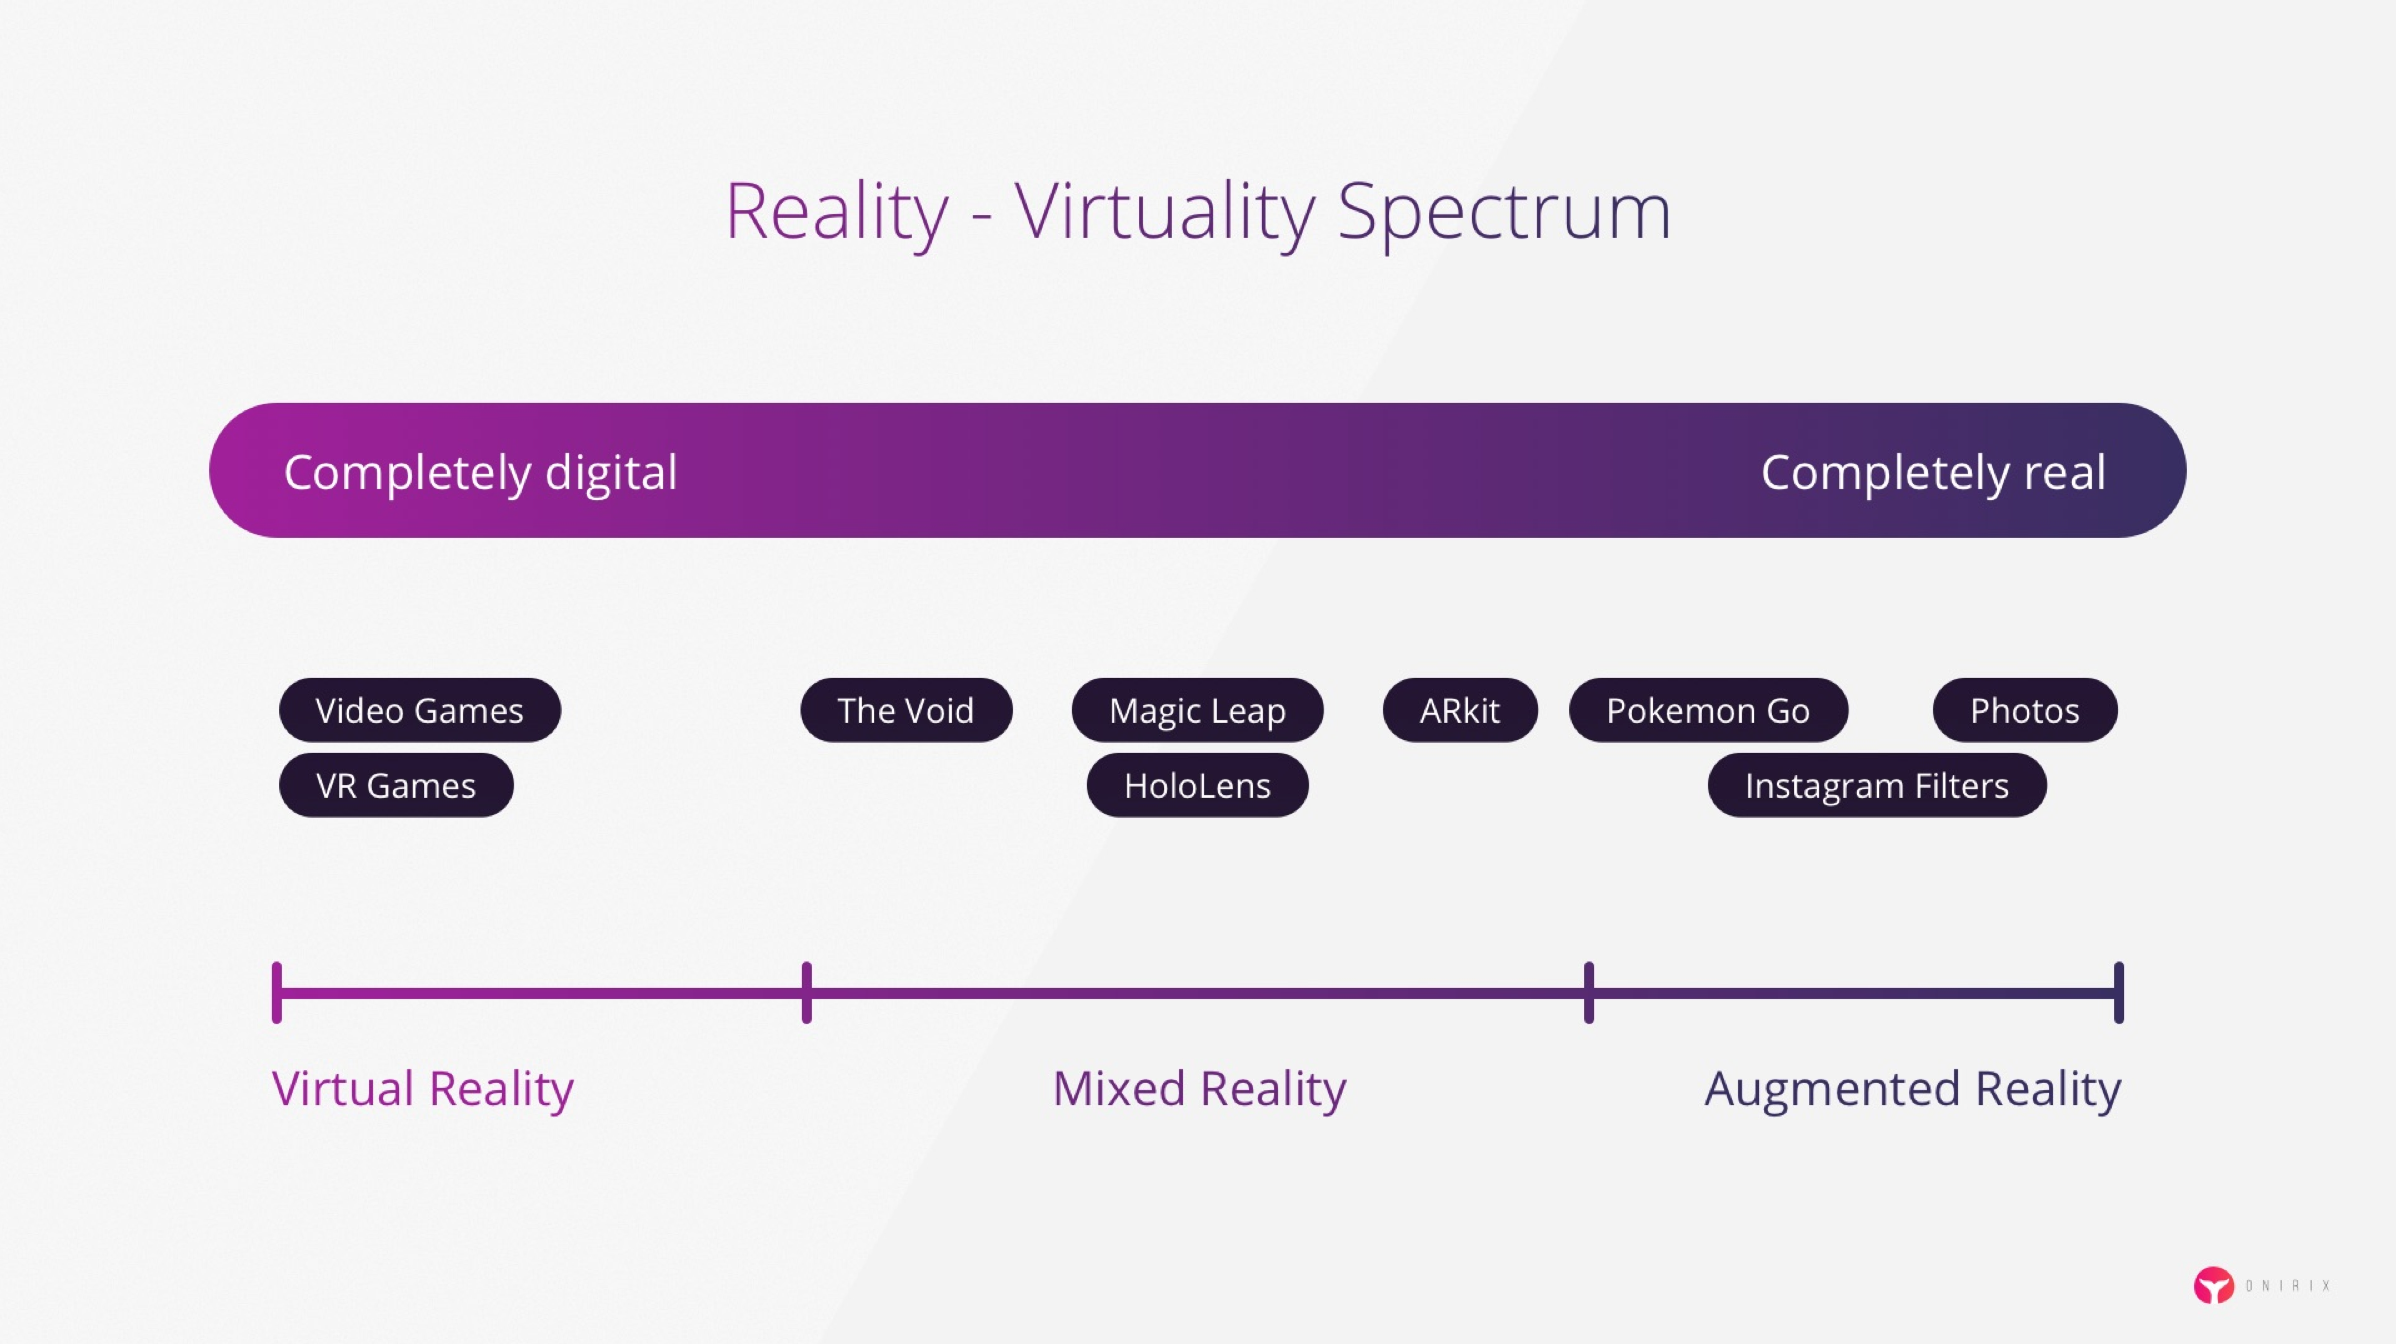 Reality - Virtuality Spectrum
Completely digital
Completely real
Video Games
The Void
Magic Leap
ARkit
Pokemon Go
Photos
VR Games
HoloLens
Instagram Filters
Virtual Reality
Mixed Reality
Augmented Reality
ONIRIX